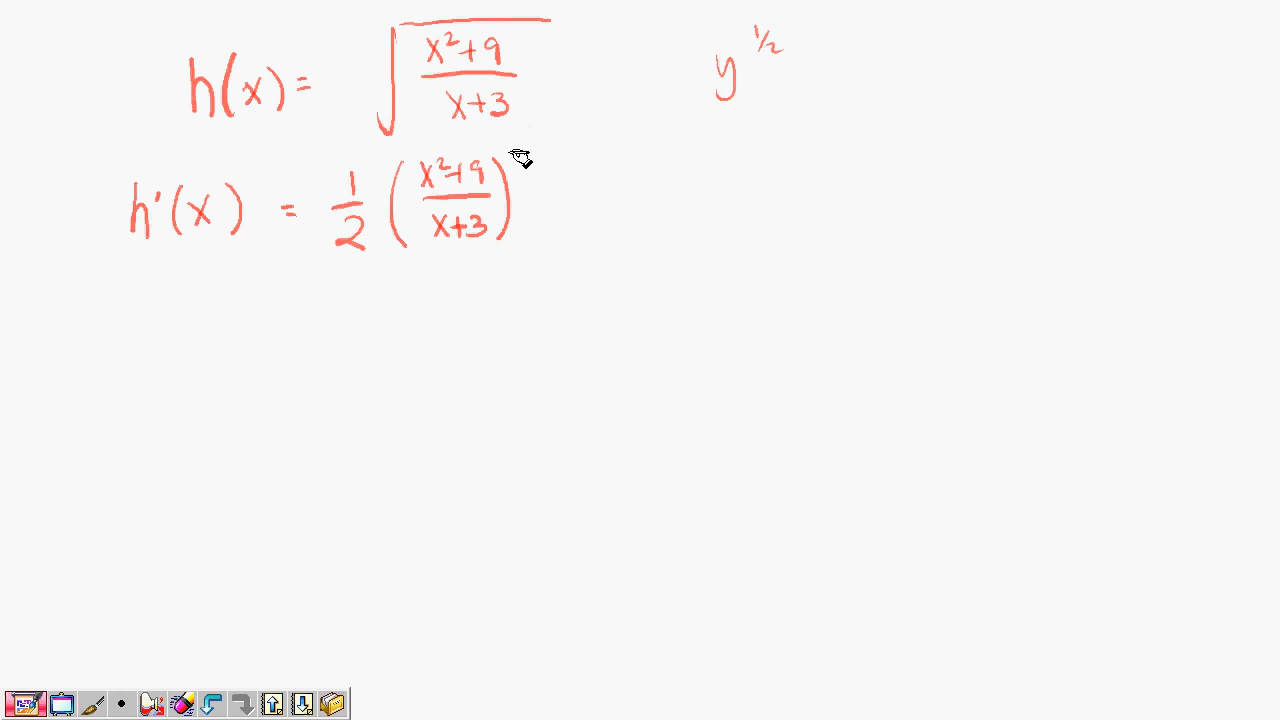 h(x) = √((x²+9)/(x+3)) y^(1/2)
h'(x) = 1/2 ((x²+9)/(x+3))